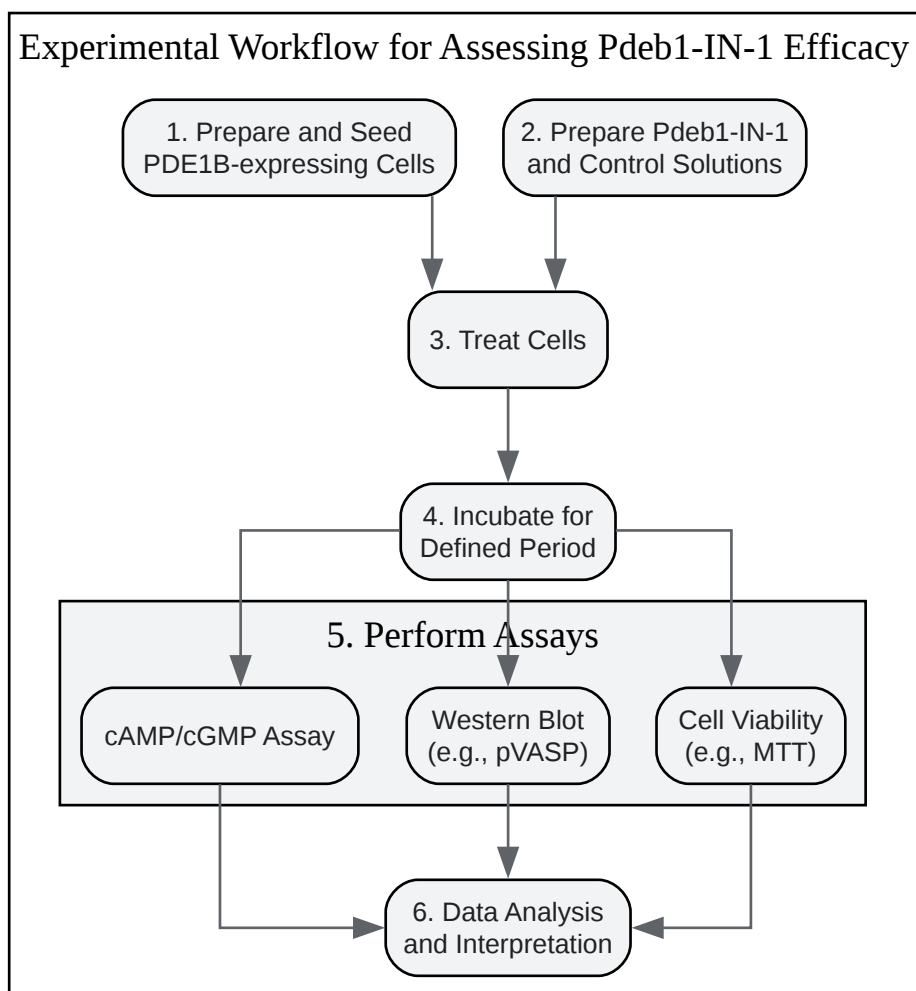 Experimental Workflow for Assessing Pdeb1-IN-1 Efficacy
1. Prepare and Seed
PDE1B-expressing Cells
2. Prepare Pdeb1-IN-1
and Control Solutions
3. Treat Cells
4. Incubate for
Defined Period
5. Perform Assays
cAMP/cGMP Assay
Western Blot
(e.g., pVASP)
Cell Viability
(e.g., MTT)
6. Data Analysis
and Interpretation